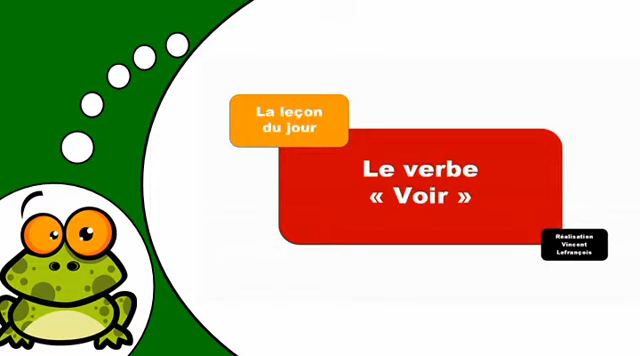 La leçon
du jour
Le verbe
« Voir »
Réalisation
Vincent
Lefrançois